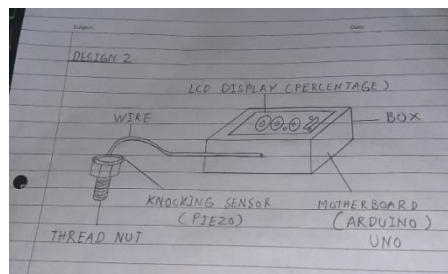 Subject:
Date:
DESIGN 2
LCD DISPLAY (PERCENTAGE)
WIRE
00.0 %
BOX
KNOCKING SENSOR
(PIEZO)
MOTHERBOARD
(ARDUINO)
UNO
THREAD NUT